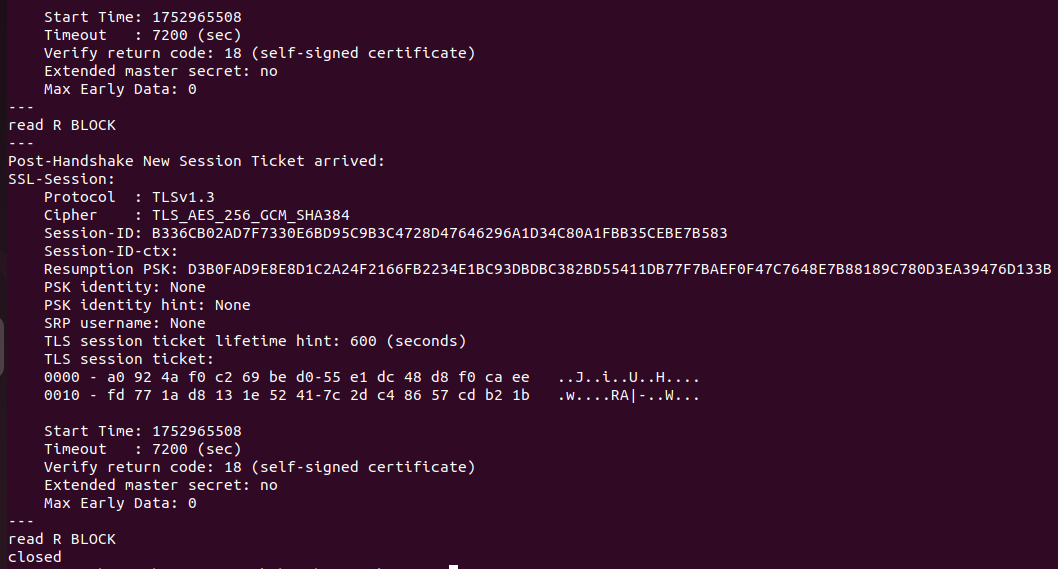 Start Time: 1752965508
Timeout   : 7200 (sec)
Verify return code: 18 (self-signed certificate)
Extended master secret: no
Max Early Data: 0
---
read R BLOCK
---
Post-Handshake New Session Ticket arrived:
SSL-Session:
Protocol  : TLSv1.3
Cipher    : TLS_AES_256_GCM_SHA384
Session-ID: B336CB02AD7F7330E6BD95C9B3C4728D47646296A1D34C80A1FBB35CEBE7B583
Session-ID-ctx:
Resumption PSK: D3B0FAD9E8E8D1C2A24F2166FB2234E1BC93DBDBC382BD55411DB77F7BAEF0F47C7648E7B88189C780D3EA39476D133B
PSK identity: None
PSK identity hint: None
SRP username: None
TLS session ticket lifetime hint: 600 (seconds)
TLS session ticket:
0000 - a0 92 4a f0 c2 69 be d0-55 e1 dc 48 d8 f0 ca ee   ..J..i..U..H....
0010 - fd 77 1a d8 13 1e 52 41-7c 2d c4 86 57 cd b2 1b   .w....RA|-..W...
Start Time: 1752965508
Timeout   : 7200 (sec)
Verify return code: 18 (self-signed certificate)
Extended master secret: no
Max Early Data: 0
---
read R BLOCK
closed